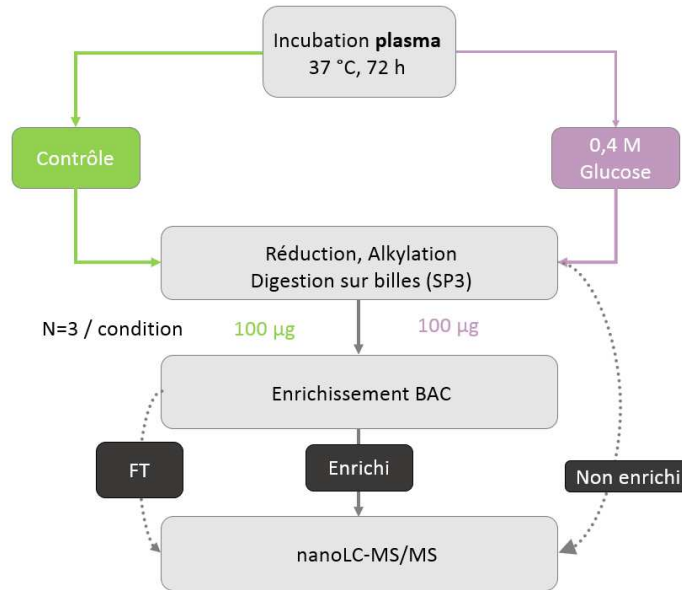 Incubation plasma
37 °C, 72 h
Contrôle
0,4 M
Glucose
Réduction, Alkylation
Digestion sur billes (SP3)
N=3 / condition
100 µg
100 µg
Enrichissement BAC
FT
Enrichi
Non enrichi
nanoLC-MS/MS